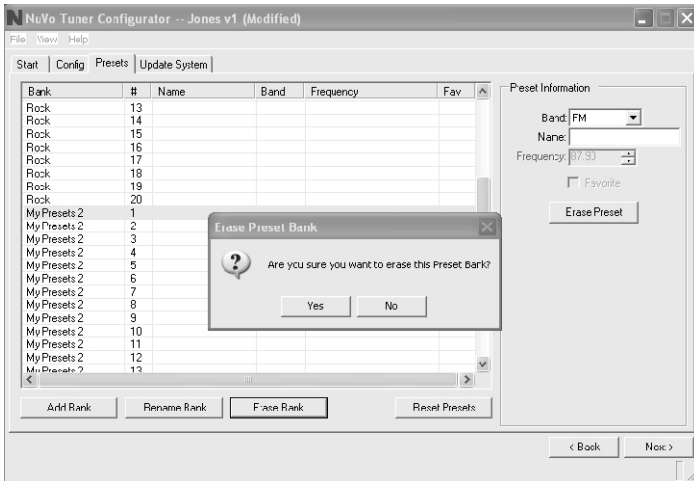 NuVo Tuner Configurator -- Jones v1 (Modified)
File View Help
Start Config Presets Update System
Bank # Name Band Frequency Fav
Rock 13
Rock 14
Rock 15
Rock 16
Rock 17
Rock 18
Rock 19
Rock 20
My Presets 2 1
My Presets 2 2
My Presets 2 3
My Presets 2 4
My Presets 2 5
My Presets 2 6
My Presets 2 7
My Presets 2 8
My Presets 2 9
My Presets 2 10
My Presets 2 11
My Presets 2 12
My Presets 2 13
Erase Preset Bank
Are you sure you want to erase this Preset Bank?
Yes No
Preset Information
Band: FM
Name:
Frequency: 87.90
Favorite
Erase Preset
Add Bank Rename Bank Erase Bank Reset Presets
< Back Next >